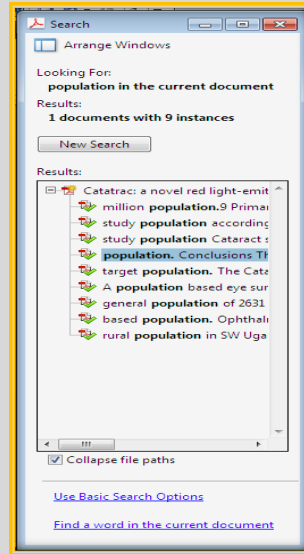 Search
Arrange Windows
Looking For:
population in the current document
Results:
1 documents with 9 instances
New Search
Results:
Catatrac: a novel red light-emit
million population.9 Primar
study population according
study population Cataract s
population. Conclusions Th
target population. The Cata
A population based eye sur
general population of 2631
based population. Ophthaln
rural population in SW Uga
Collapse file paths
Use Basic Search Options
Find a word in the current document